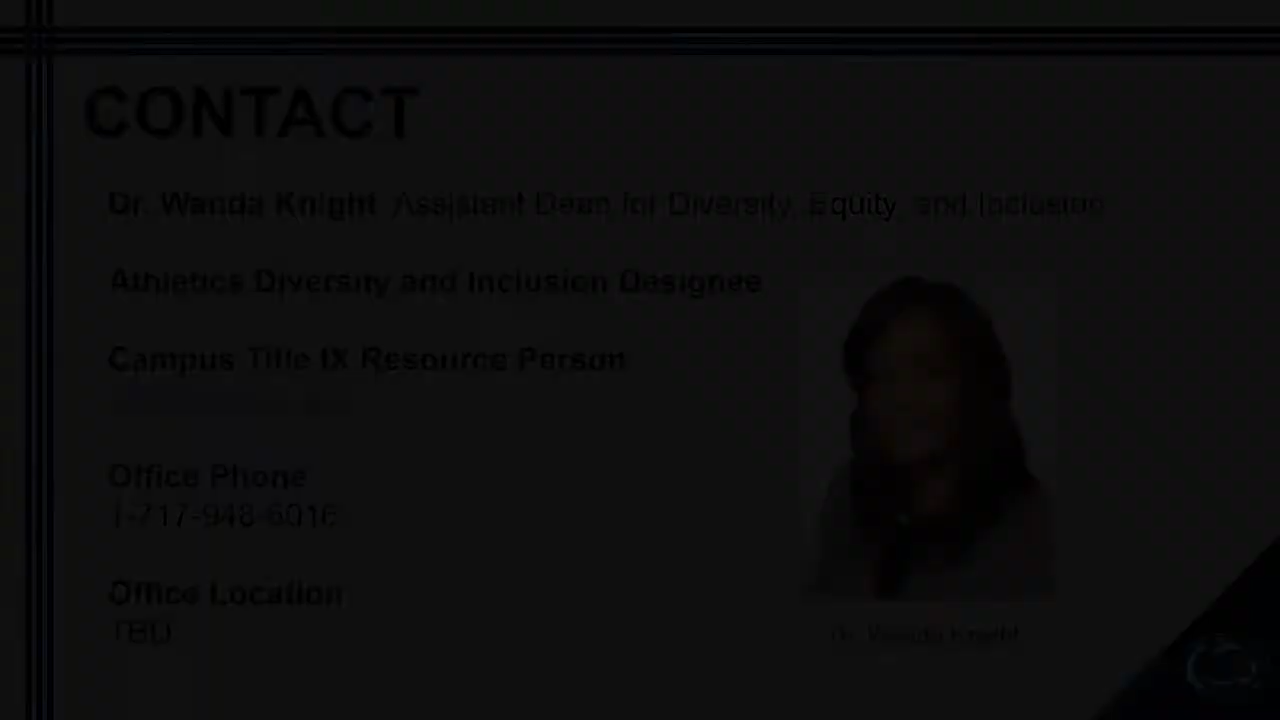 CONTACT
Dr. Wanda Knight, Assistant Dean for Diversity, Equity, and Inclusion
Athletics Diversity and Inclusion Designee
Campus Title IX Resource Person
Office Phone
1-717-948-6016
Office Location
TBD
Dr. Wanda Knight